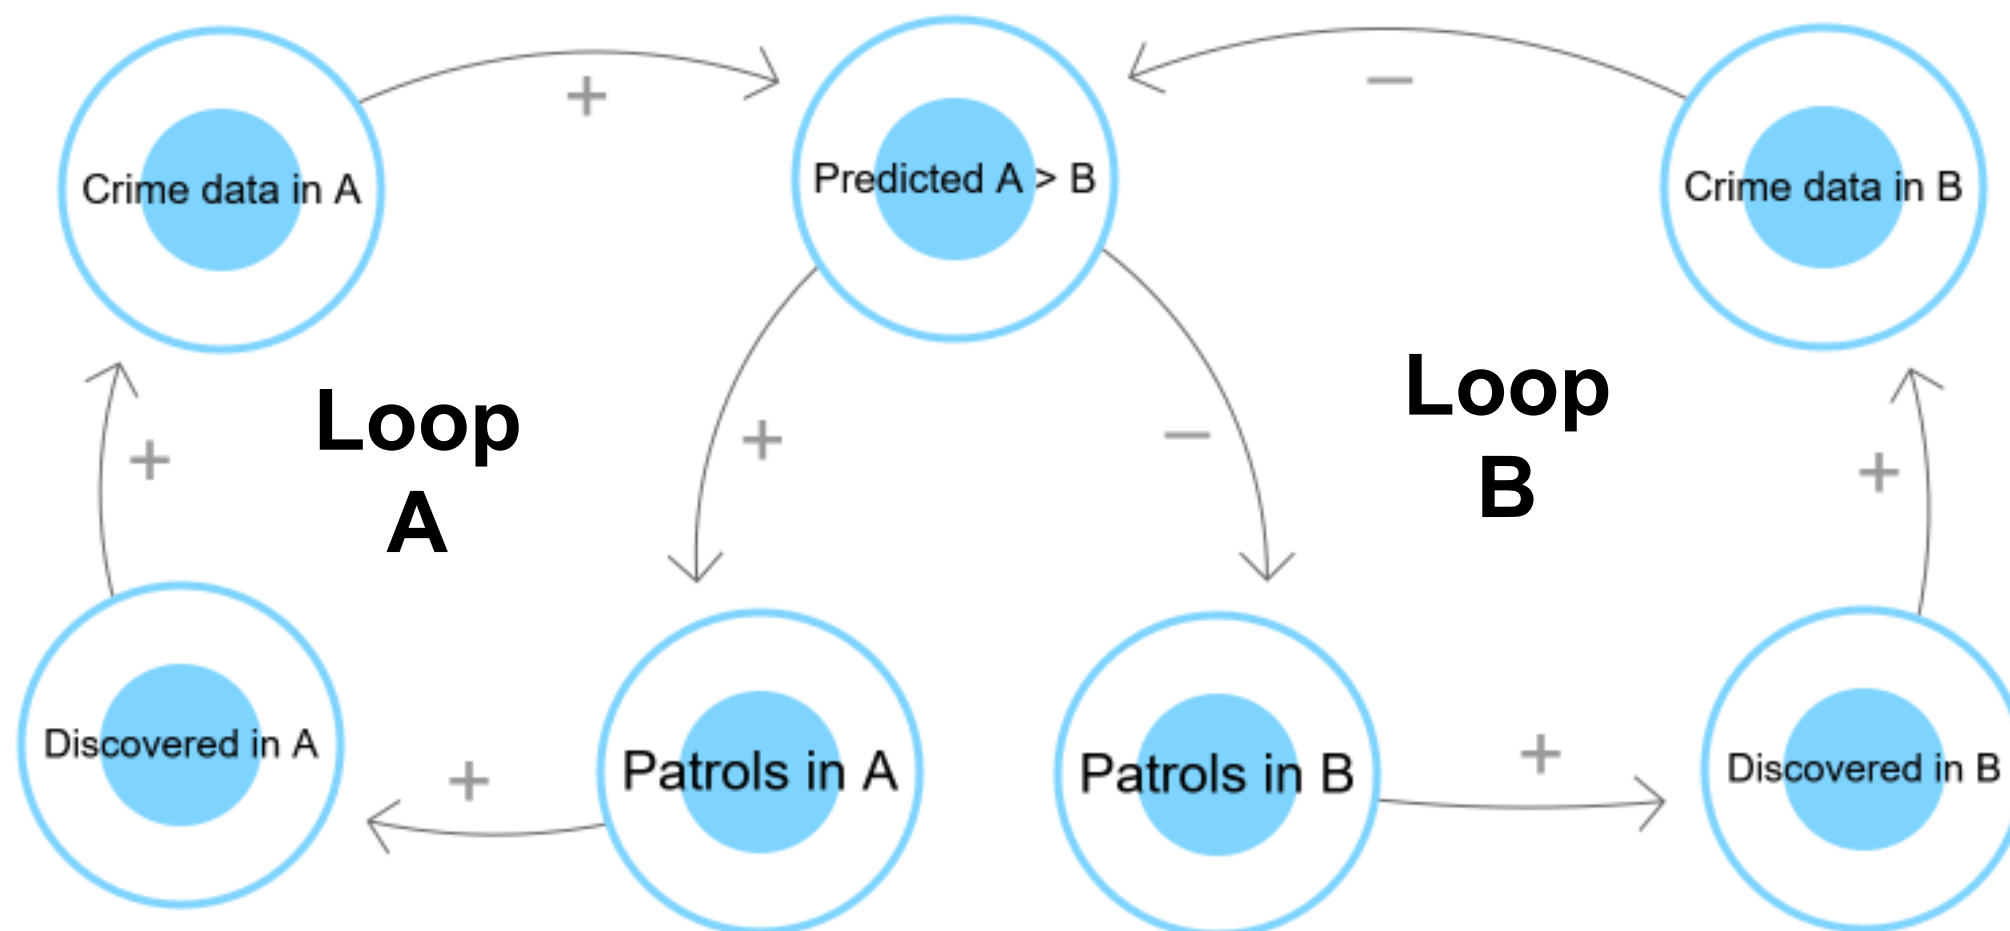 Crime data in A
+
Predicted A > B
–
Crime data in B
Loop
A
+
+
–
Loop
B
+
Discovered in A
+
Patrols in A
Patrols in B
+
Discovered in B